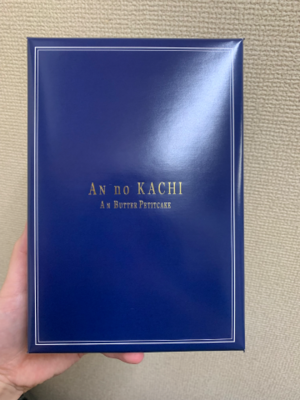 AN no KACHI
AN BUTTER PETITCAKE